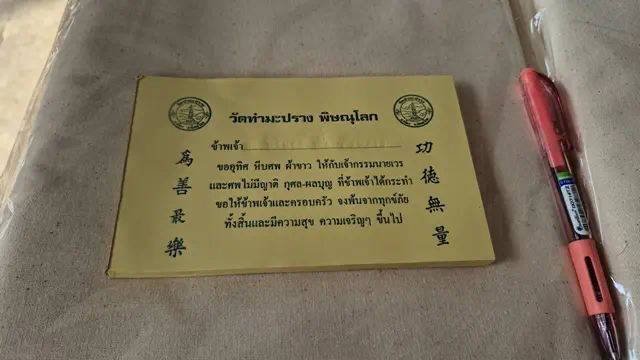 วัดท่ามะปราง พิษณุโลก
ข้าพเจ้า
ขออุทิศ หีบศพ ผ้าขาว ให้กับเจ้ากรรมนายเวร
และศพไม่มีญาติ กุศล-ผลบุญ ที่ข้าพเจ้าได้กระทำ
ขอให้ข้าพเจ้าและครอบครัว จงพ้นจากทุกข์ภัย
ทั้งสิ้นและมีความสุข ความเจริญๆ ขึ้นไป
為善最樂
功德無量